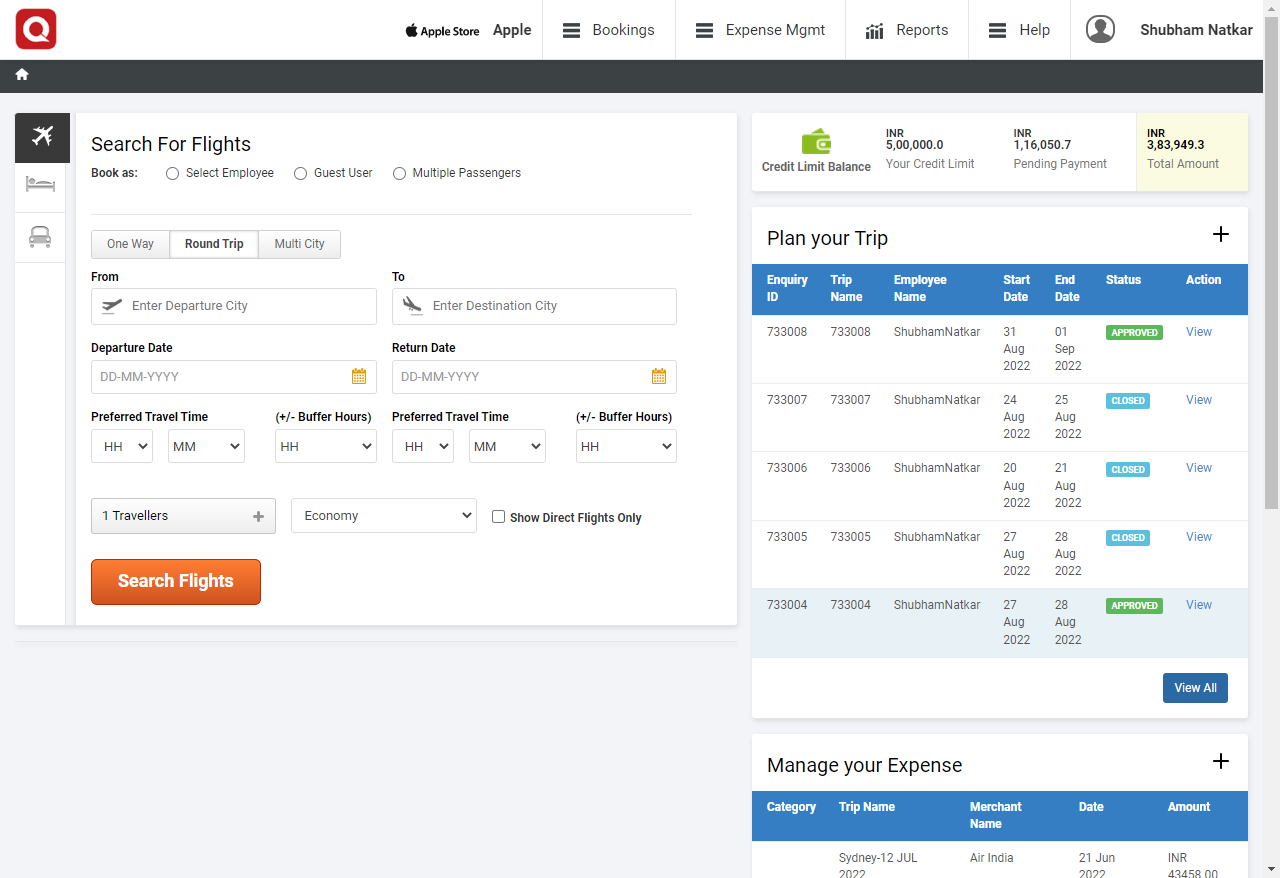 Apple Store Apple Bookings Expense Mgmt Reports Help Shubham Natkar
Search For Flights
Book as: Select Employee Guest User Multiple Passengers
One Way Round Trip Multi City
From To
Enter Departure City Enter Destination City
Departure Date Return Date
DD-MM-YYYY DD-MM-YYYY
Preferred Travel Time (+/- Buffer Hours) Preferred Travel Time (+/- Buffer Hours)
HH MM HH HH MM HH
1 Travellers Economy Show Direct Flights Only
Search Flights
Credit Limit Balance
INR
5,00,000.0
Your Credit Limit
INR
1,16,050.7
Pending Payment
INR
3,83,949.3
Total Amount
Plan your Trip
Enquiry ID Trip Name Employee Name Start Date End Date Status Action
733008 733008 ShubhamNatkar 31 Aug 2022 01 Sep 2022 APPROVED View
733007 733007 ShubhamNatkar 24 Aug 2022 25 Aug 2022 CLOSED View
733006 733006 ShubhamNatkar 20 Aug 2022 21 Aug 2022 CLOSED View
733005 733005 ShubhamNatkar 27 Aug 2022 28 Aug 2022 CLOSED View
733004 733004 ShubhamNatkar 27 Aug 2022 28 Aug 2022 APPROVED View
View All
Manage your Expense
Category Trip Name Merchant Name Date Amount
Sydney-12 JUL 2022 Air India 21 Jun 2022 INR 43458.00